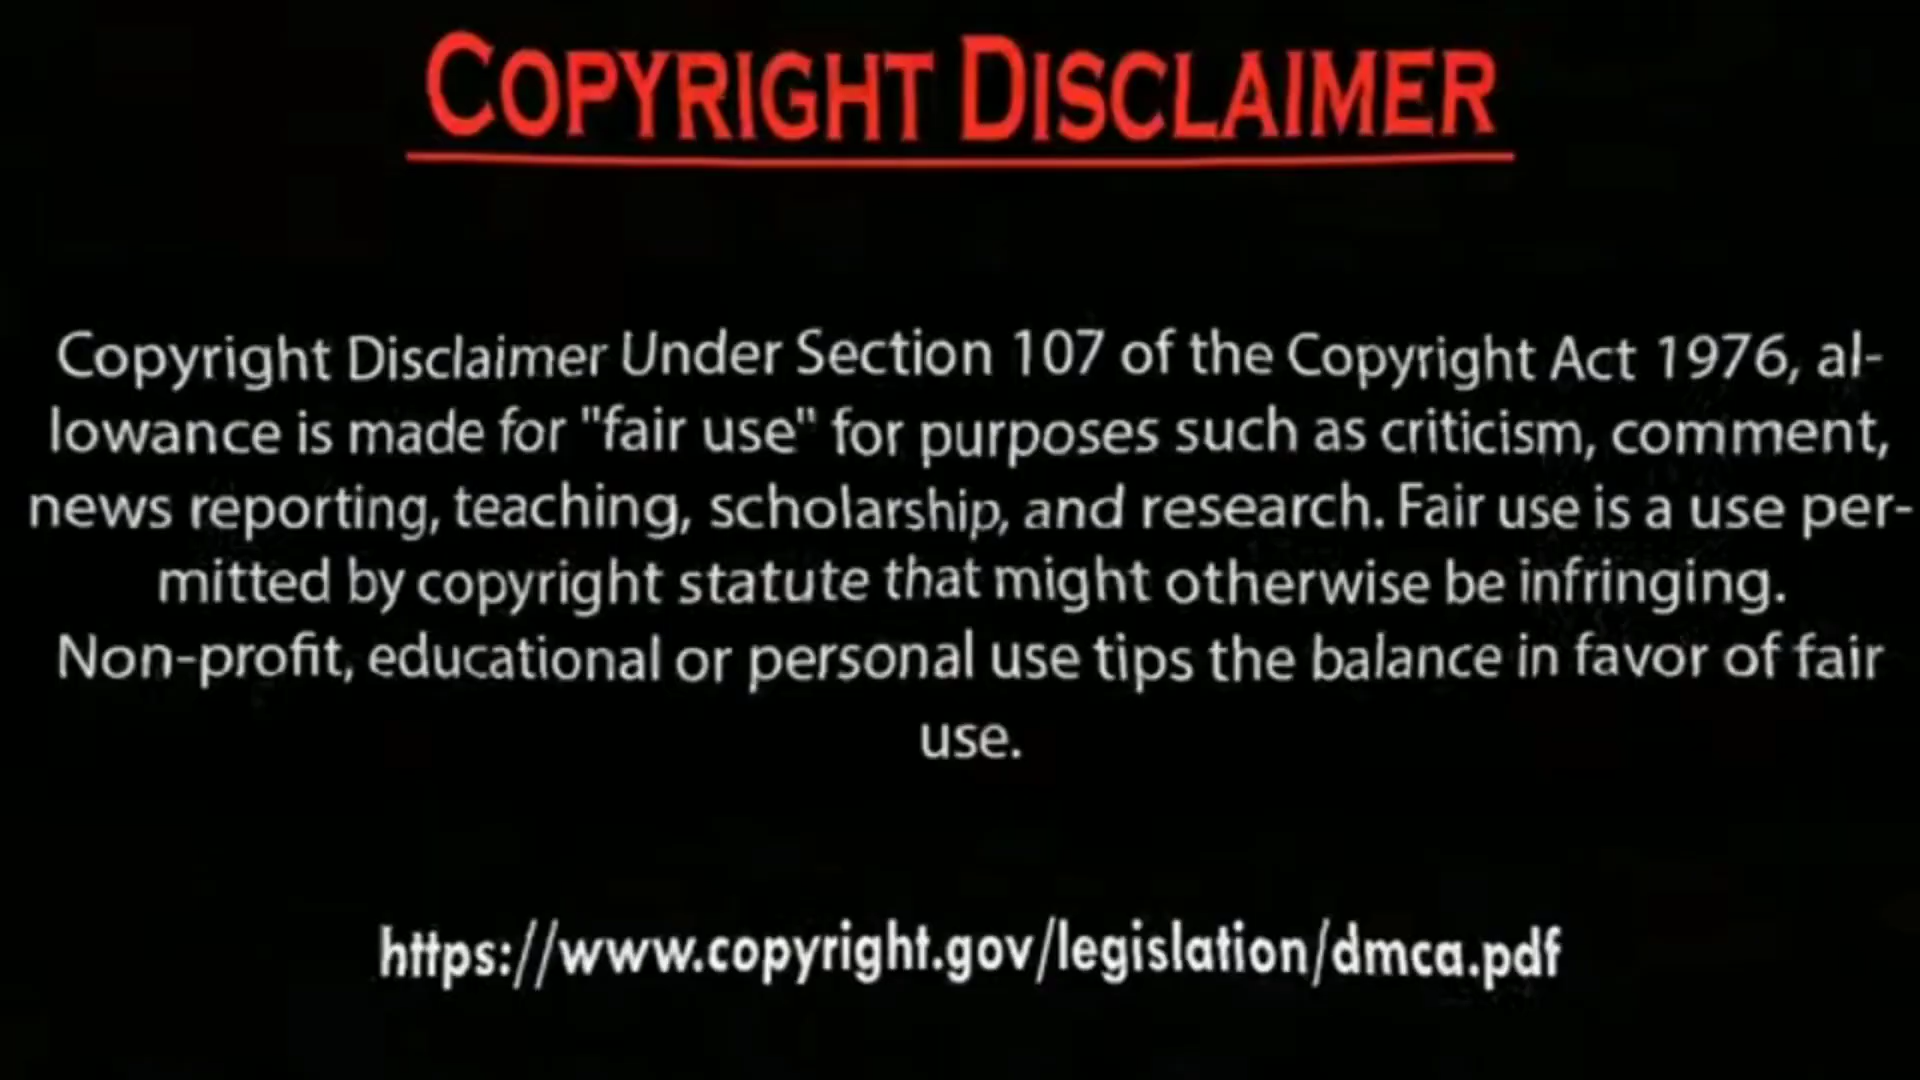 COPYRIGHT DISCLAIMER
Copyright Disclaimer Under Section 107 of the Copyright Act 1976, al-
lowance is made for "fair use" for purposes such as criticism, comment,
news reporting, teaching, scholarship, and research. Fair use is a use per-
mitted by copyright statute that might otherwise be infringing.
Non-profit, educational or personal use tips the balance in favor of fair
use.
https://www.copyright.gov/legislation/dmca.pdf